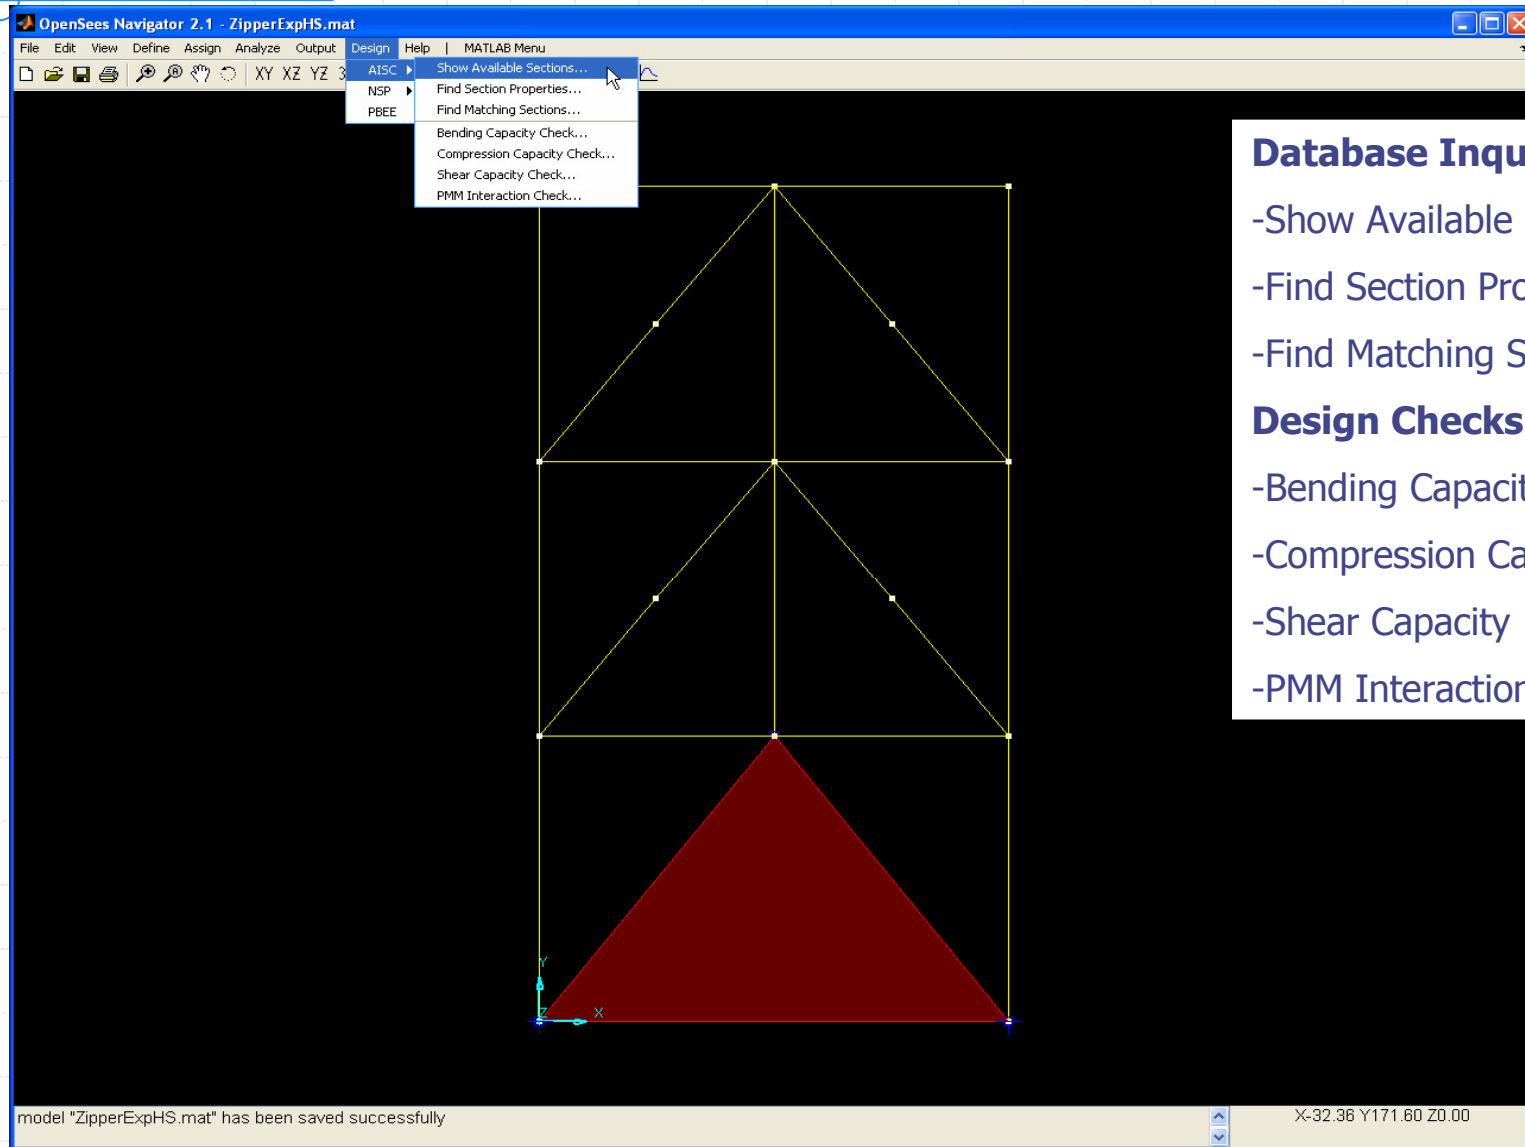 OpenSees Navigator 2.1 - ZipperExpHS.mat
File Edit View Define Assign Analyze Output Design Help | MATLAB Menu
XY XZ YZ 3
AISC
NSP
PBEE
Show Available Sections...
Find Section Properties...
Find Matching Sections...
Bending Capacity Check...
Compression Capacity Check...
Shear Capacity Check...
PMM Interaction Check...
Database Inqu
-Show Available
-Find Section Pro
-Find Matching S
Design Checks
-Bending Capacit
-Compression Ca
-Shear Capacity
-PMM Interaction
Y
Z
X
model "ZipperExpHS.mat" has been saved successfully
X-32.36 Y171.60 Z0.00